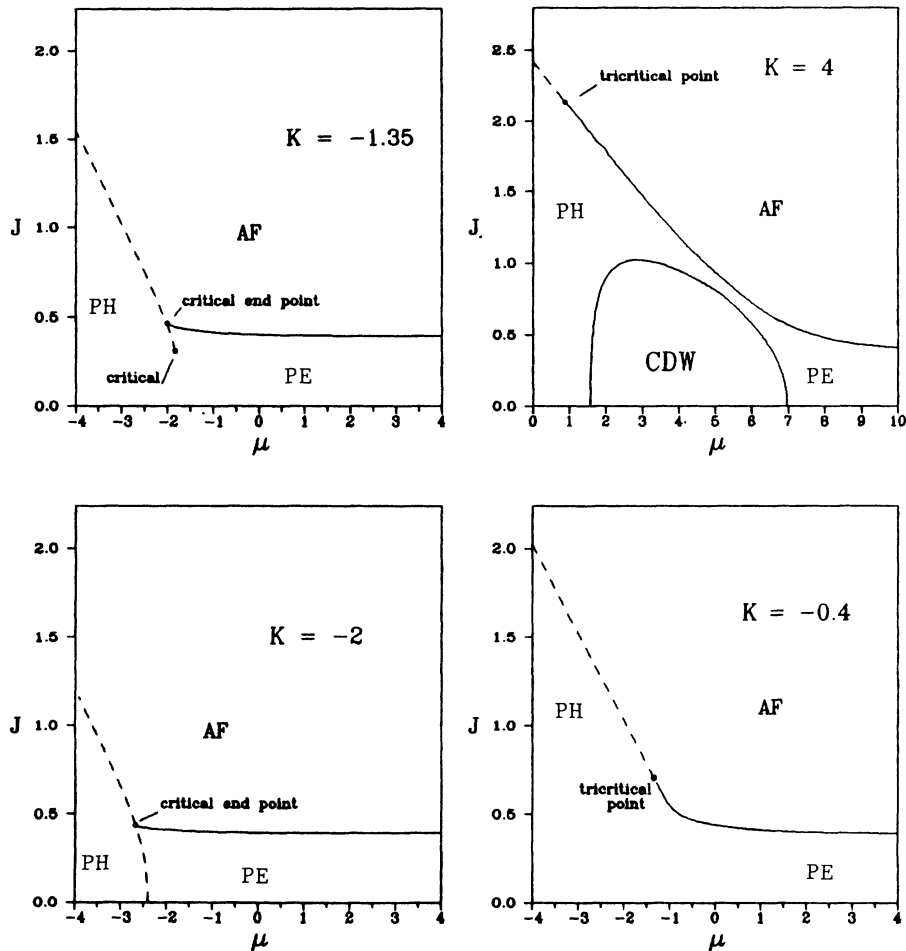 2.0
1.5
1.0
0.5
0.0
J
K = -1.35
AF
PH
critical end point
critical
PE
-4 -3 -2 -1 0 1 2 3 4
μ
2.5
2.0
1.5
1.0
0.5
0.0
J
tricritical point
K = 4
PH
AF
CDW
PE
0 1 2 3 4 5 6 7 8 9 10
μ
2.0
1.5
1.0
0.5
0.0
J
K = -2
AF
critical end point
PH
PE
-4 -3 -2 -1 0 1 2 3 4
μ
2.0
1.5
1.0
0.5
0.0
J
K = -0.4
PH
AF
tricritical
point
PE
-4 -3 -2 -1 0 1 2 3 4
μ